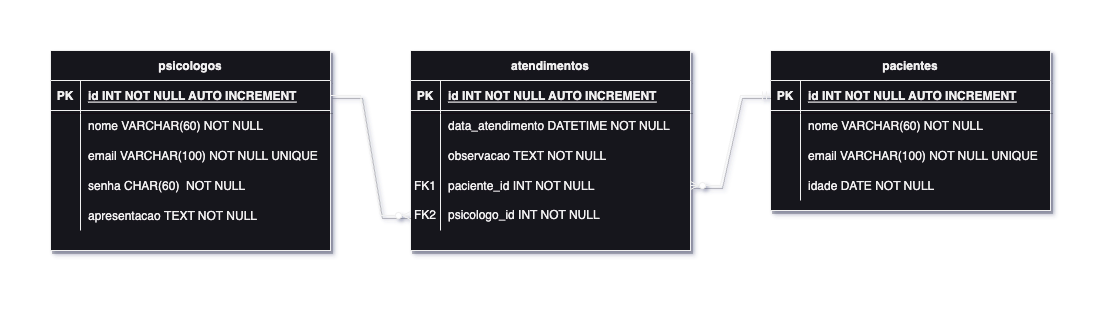 psicologos
PK id INT NOT NULL AUTO INCREMENT
nome VARCHAR(60) NOT NULL
email VARCHAR(100) NOT NULL UNIQUE
senha CHAR(60) NOT NULL
apresentacao TEXT NOT NULL
atendimentos
PK id INT NOT NULL AUTO INCREMENT
data_atendimento DATETIME NOT NULL
observacao TEXT NOT NULL
FK1 paciente_id INT NOT NULL
FK2 psicologo_id INT NOT NULL
pacientes
PK id INT NOT NULL AUTO INCREMENT
nome VARCHAR(60) NOT NULL
email VARCHAR(100) NOT NULL UNIQUE
idade DATE NOT NULL